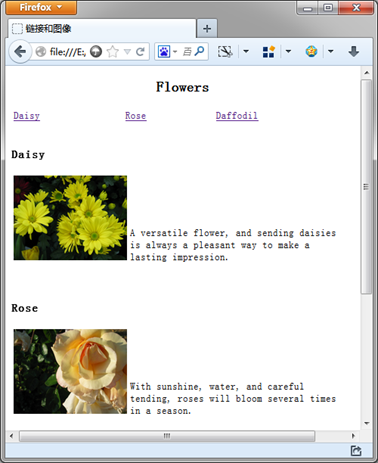 Firefox
链接和图像
file:///E:/
百
Flowers
Daisy Rose Daffodil
Daisy
A versatile flower, and sending daisies
is always a pleasant way to make a
lasting impression.
Rose
With sunshine, water, and careful
tending, roses will bloom several times
in a season.